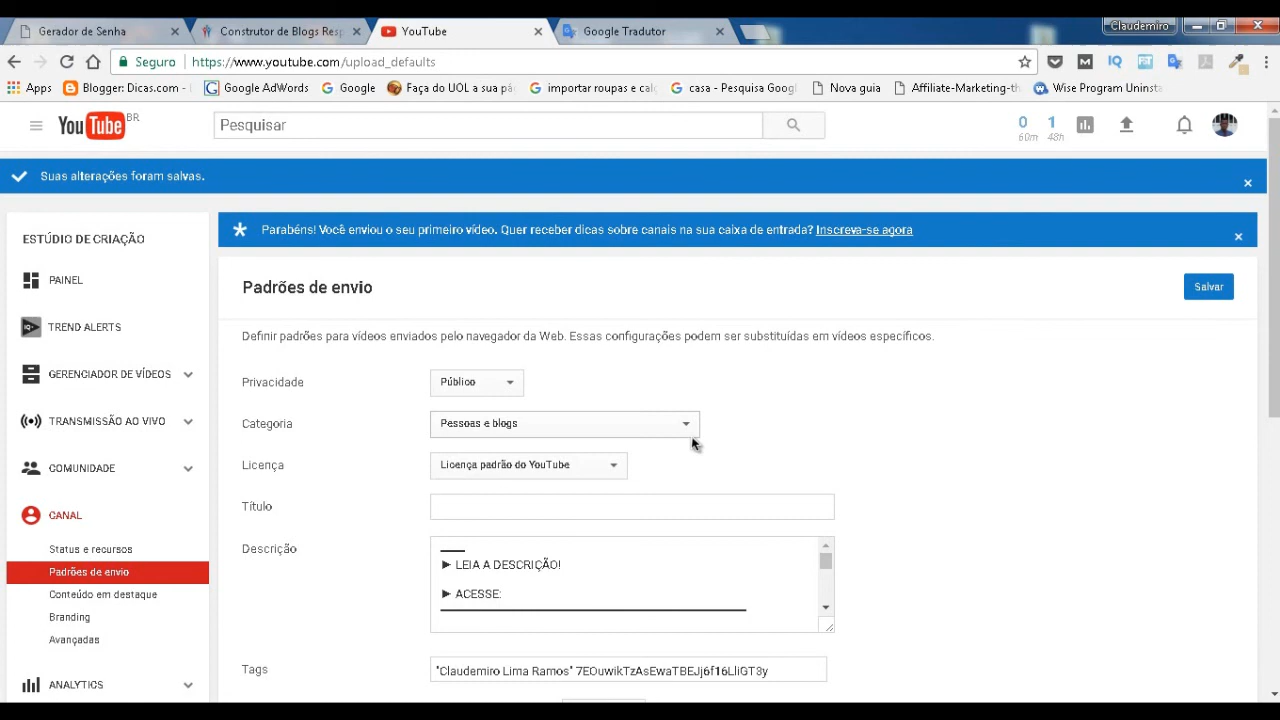 Gerador de Senha
Construtor de Blogs Resp
YouTube
Google Tradutor
Claudemiro
Seguro
https://www.youtube.com/upload_defaults
Apps
Blogger: Dicas.com -
Google AdWords
Google
Faça do UOL a sua pá
importar roupas e calç
casa - Pesquisa Googl
Nova guia
Affiliate-Marketing-th
Wise Program Uninsta
YouTube BR
Pesquisar
0
60m
1
48h
Suas alterações foram salvas.
Parabéns! Você enviou o seu primeiro vídeo. Quer receber dicas sobre canais na sua caixa de entrada? Inscreva-se agora
ESTÚDIO DE CRIAÇÃO
PAINEL
TREND ALERTS
GERENCIADOR DE VÍDEOS
TRANSMISSÃO AO VIVO
COMUNIDADE
CANAL
Status e recursos
Padrões de envio
Conteúdo em destaque
Branding
Avançadas
ANALYTICS
Padrões de envio
Salvar
Definir padrões para vídeos enviados pelo navegador da Web. Essas configurações podem ser substituídas em vídeos específicos.
Privacidade
Público
Categoria
Pessoas e blogs
Licença
Licença padrão do YouTube
Título
Descrição
► LEIA A DESCRIÇÃO!
► ACESSE:
Tags
"Claudemiro Lima Ramos" 7EOuwikTzAsEwaTBEJj6f16LliGT3y